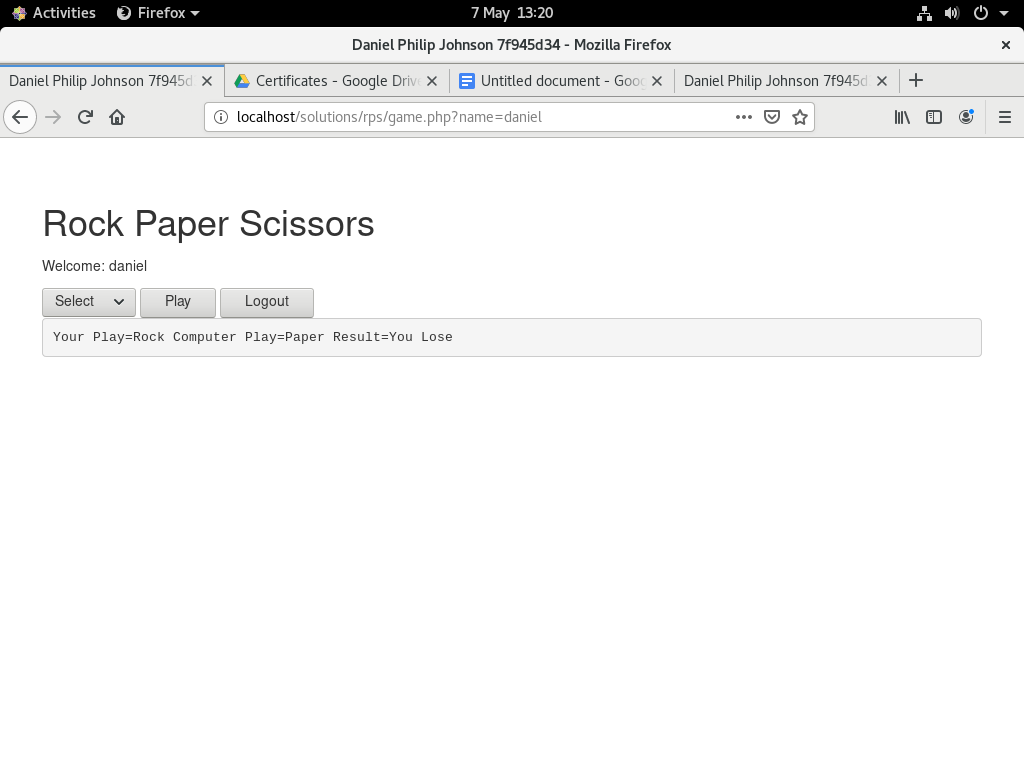 Activities Firefox 7 May 13:20
Daniel Philip Johnson 7f945d34 - Mozilla Firefox
Daniel Philip Johnson 7f945d Certificates - Google Drive Untitled document - Goog Daniel Philip Johnson 7f945d
localhost/solutions/rps/game.php?name=daniel
Rock Paper Scissors
Welcome: daniel
Select Play Logout
Your Play=Rock Computer Play=Paper Result=You Lose